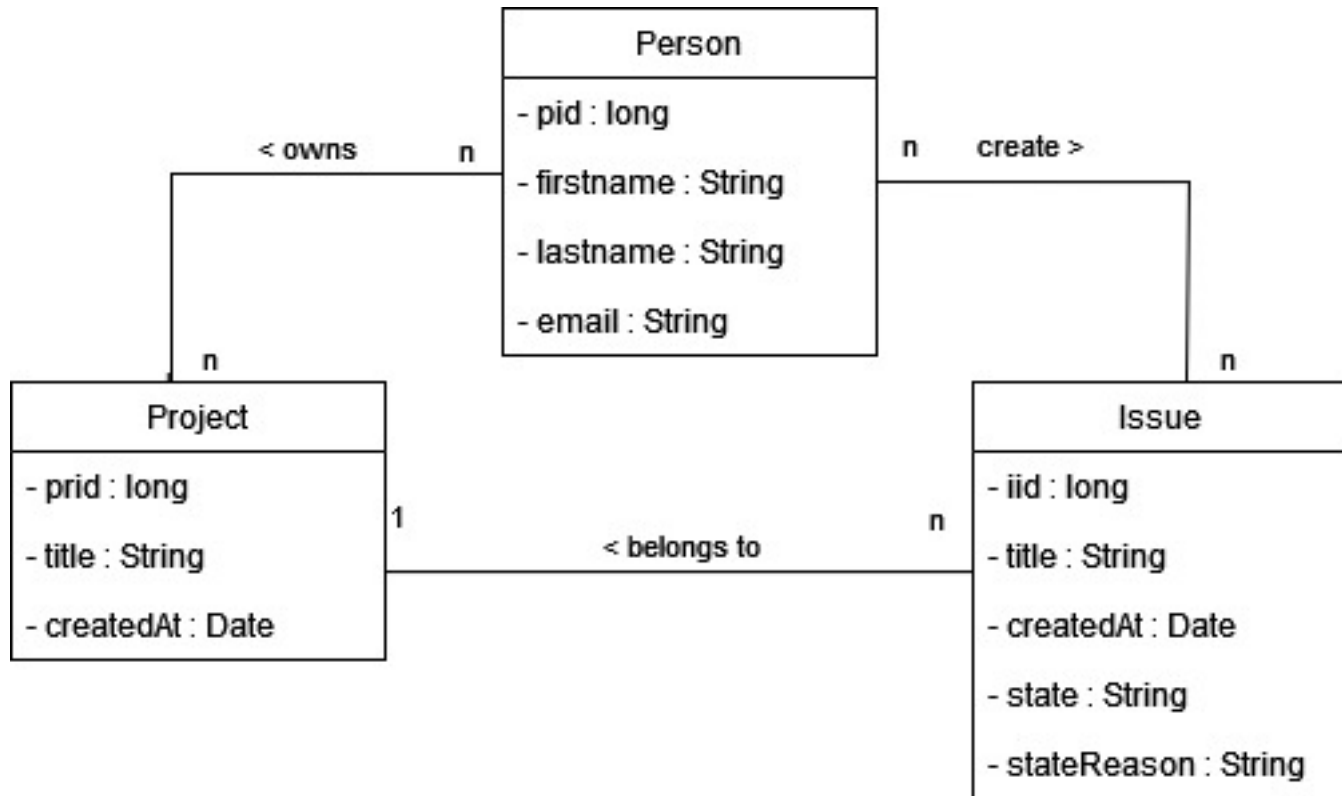 Person
- pid : long
- firstname : String
- lastname : String
- email : String
< owns
n
n
create >
n
n
Project
- prid : long
- title : String
- createdAt : Date
1
< belongs to
n
Issue
- iid : long
- title : String
- createdAt : Date
- state : String
- stateReason : String